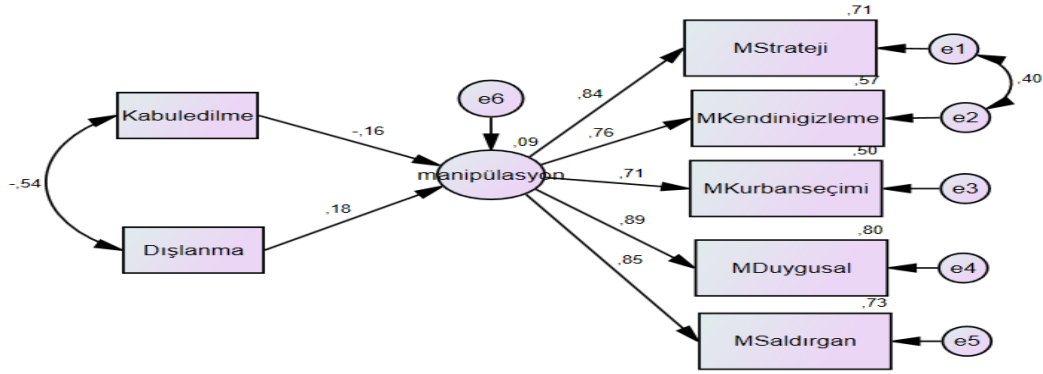 ,71
MStrateji
e1
,40
,84
,57
e6
Kabuledilme
-,16
,09
,76
MKendinigizleme
e2
,50
manipülasyon
,71
MKurbanseçimi
e3
-,54
,18
,89
,80
Dışlanma
MDuygusal
e4
,85
,73
MSaldırgan
e5